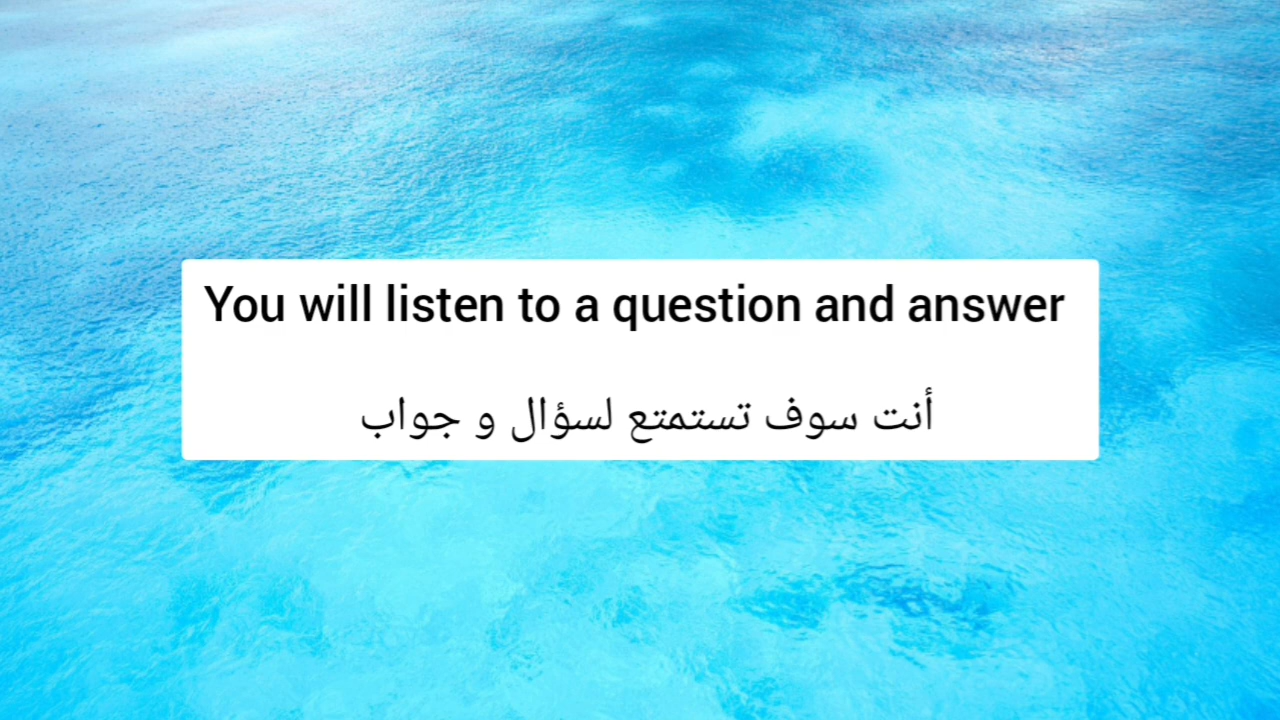 You will listen to a question and answer
أنت سوف تستمتع لسؤال و جواب